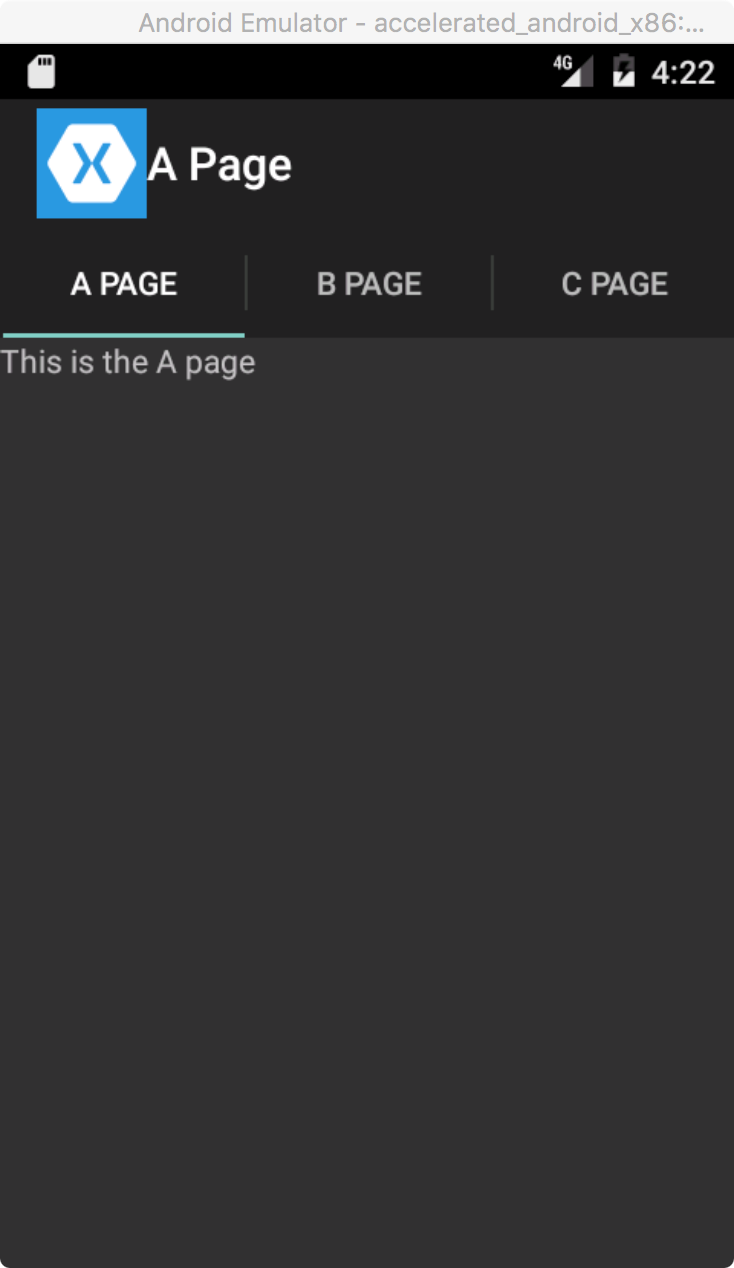 Android Emulator - accelerated_android_x86:...
4G 4:22
X A Page
A PAGE B PAGE C PAGE
This is the A page